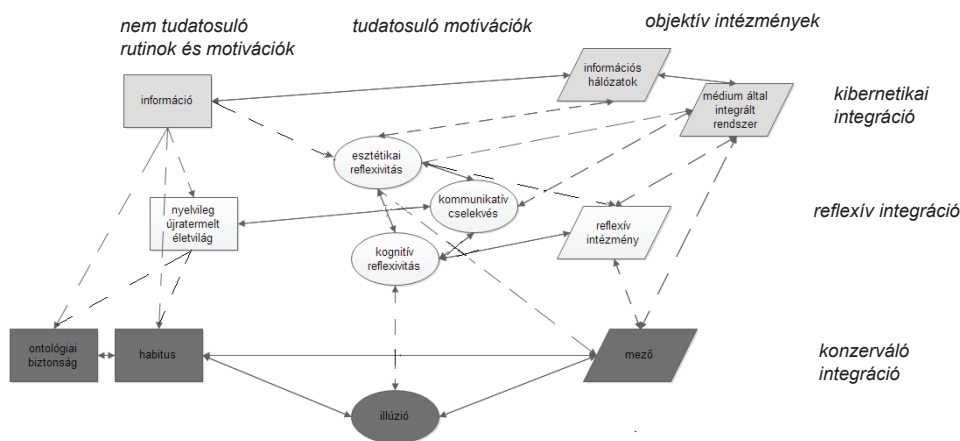 nem tudatosuló
rutinok és motivációk
tudatosuló motivációk
objektív intézmények
információ
információs
hálózatok
médium által
integrált
rendszer
kibernetikai
integráció
esztétikai
reflexivitás
kommunikatív
cselekvés
nyelvileg
újratermelt
életvilág
kognitív
reflexivitás
reflexív
intézmény
reflexív integráció
ontológiai
biztonság
habitus
mező
illúzió
konzerváló
integráció